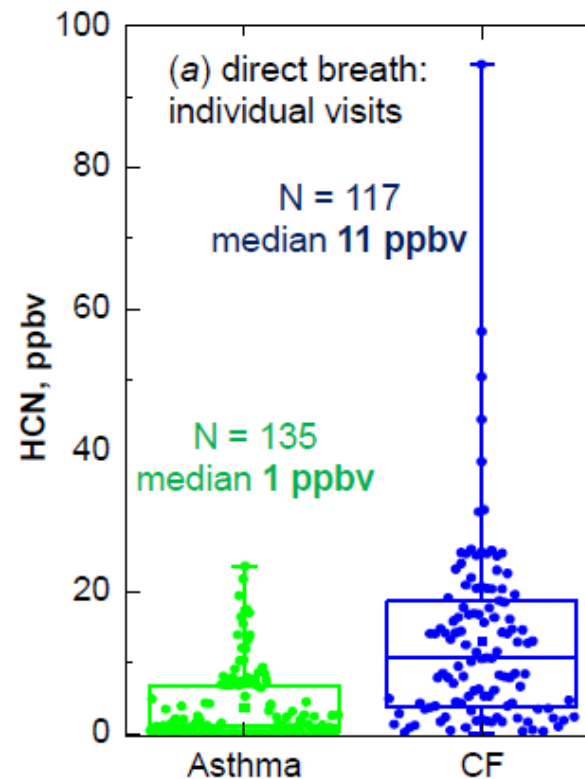 100
(a) direct breath:
individual visits
80
N = 117
median 11 ppbv
60
HCN, ppbv
N = 135
40
median 1 ppbv
20
0
Asthma
CF